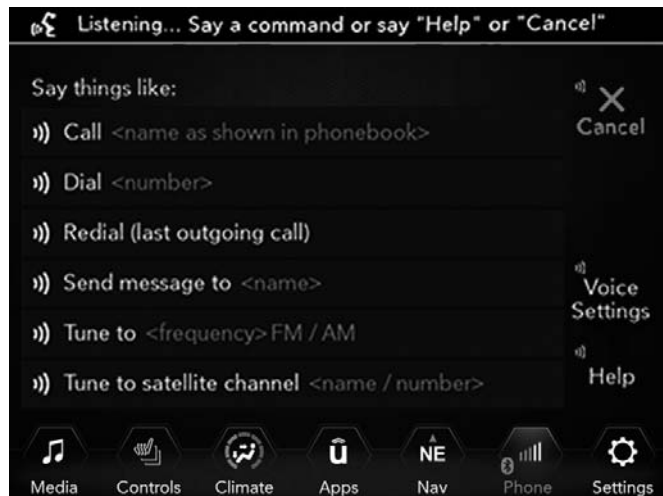 Listening... Say a command or say "Help" or "Cancel"
Say things like:
Cancel
Call <name as shown in phonebook>
Dial <number>
Redial (last outgoing call)
Send message to <name>
Voice
Settings
Tune to <frequency> FM / AM
Tune to satellite channel <name / number>
Help
û
NE
Media
Controls
Climate
Apps
Nav
Phone
Settings